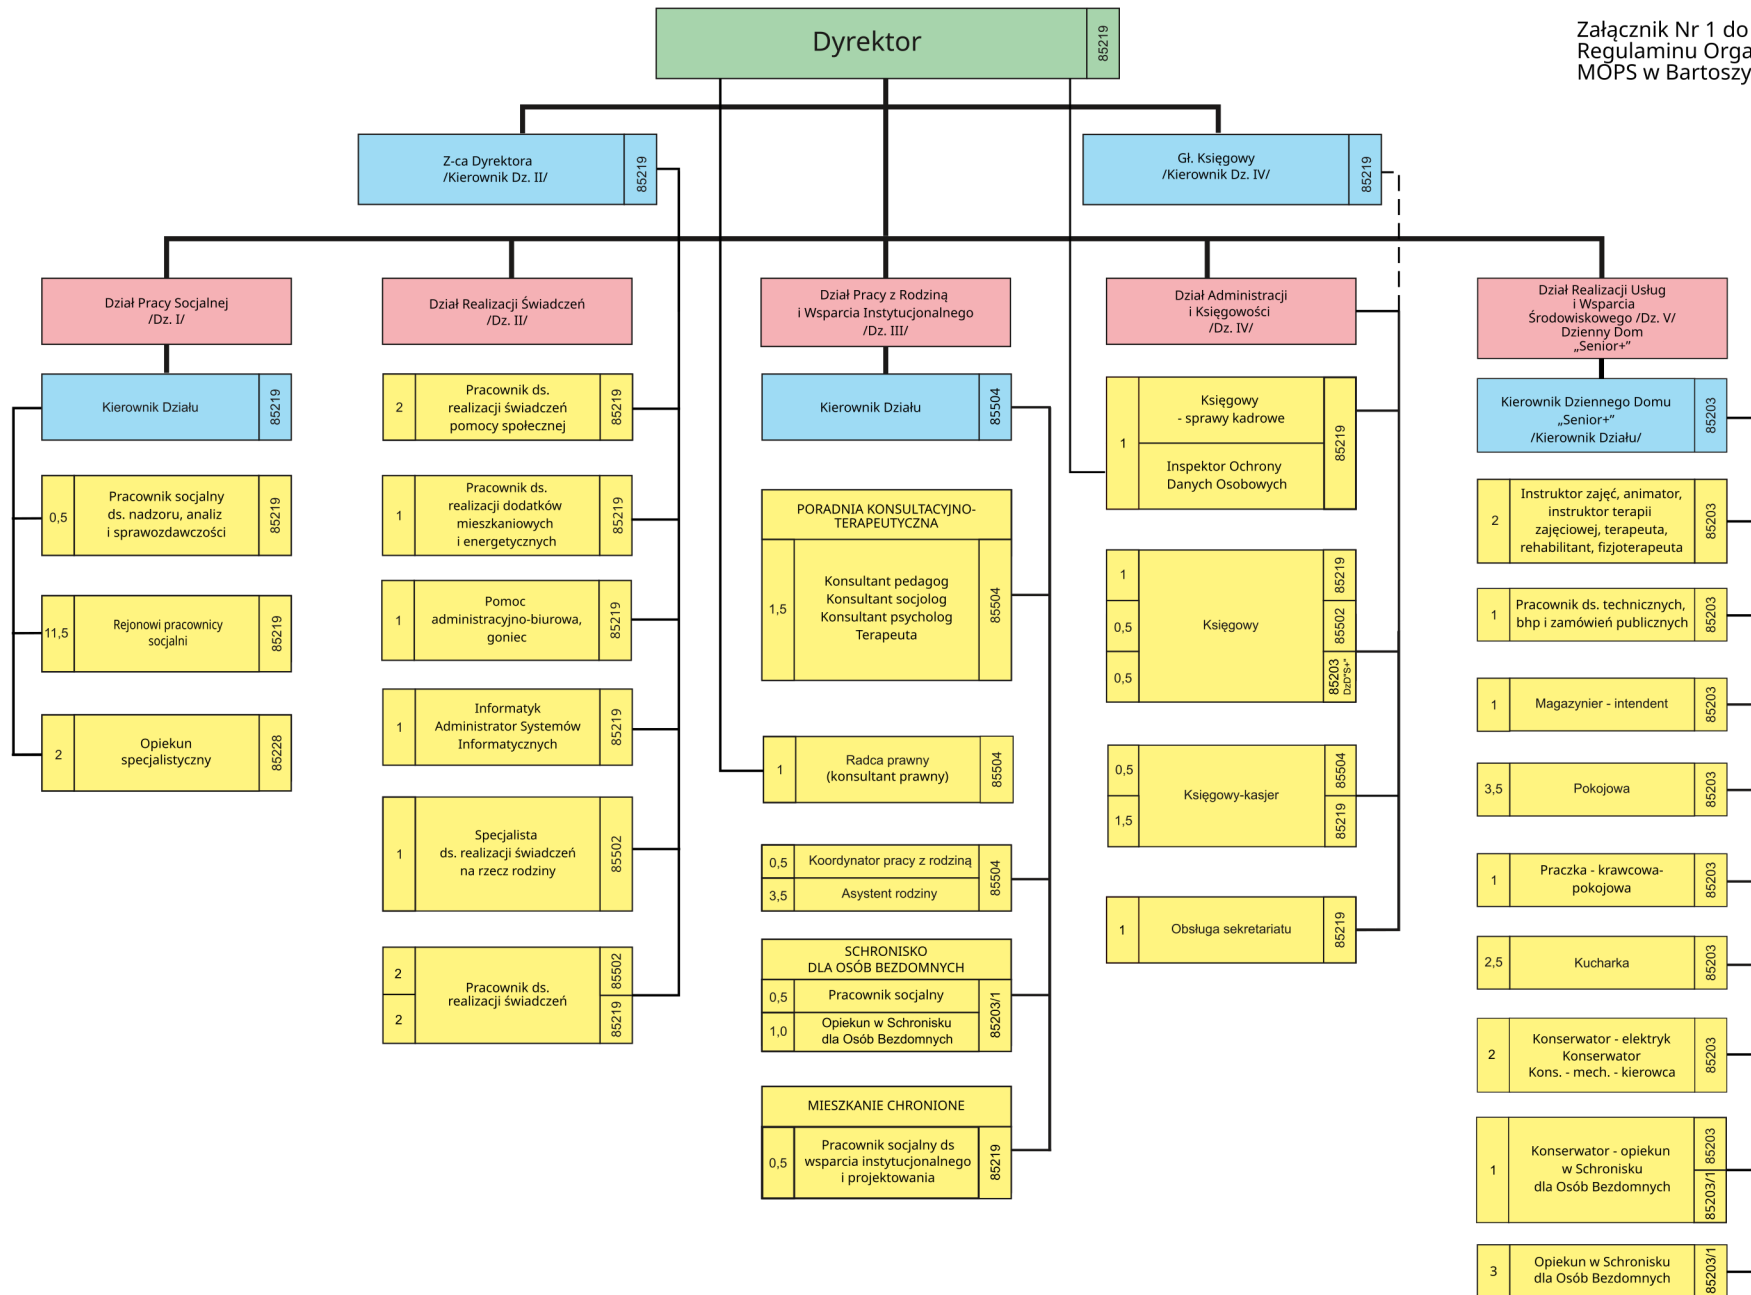 Dyrektor
85219
Załącznik Nr 1 do
Regulaminu Orga
MOPS w Bartoszy
Z-ca Dyrektora
/Kierownik Dz. II/
85219
Gł. Księgowy
/Kierownik Dz. IV/
85219
Dział Pracy Socjalnej
/Dz. I/
Kierownik Działu
85219
0,5
Pracownik socjalny
ds. nadzoru, analiz
i sprawozdawczości
85219
11,5
Rejonowi pracownicy
socjalni
85219
2
Opiekun
specjalistyczny
85228
Dział Realizacji Świadczeń
/Dz. II/
2
Pracownik ds.
realizacji świadczeń
pomocy społecznej
85219
1
Pracownik ds.
realizacji dodatków
mieszkaniowych
i energetycznych
85219
1
Pomoc
administracyjno-biurowa,
goniec
85219
1
Informatyk
Administrator Systemów
Informatycznych
85219
1
Specjalista
ds. realizacji świadczeń
na rzecz rodziny
85502
2
2
Pracownik ds.
realizacji świadczeń
85502
85219
Dział Pracy z Rodziną
i Wsparcia Instytucjonalnego
/Dz. III/
Kierownik Działu
85504
PORADNIA KONSULTACYJNO-
TERAPEUTYCZNA
1,5
Konsultant pedagog
Konsultant socjolog
Konsultant psycholog
Terapeuta
85504
1
Radca prawny
(konsultant prawny)
85504
0,5
Koordynator pracy z rodziną
3,5
Asystent rodziny
85504
SCHRONISKO
DLA OSÓB BEZDOMNYCH
0,5
Pracownik socjalny
1,0
Opiekun w Schronisku
dla Osób Bezdomnych
85203/1
MIESZKANIE CHRONIONE
0,5
Pracownik socjalny ds
wsparcia instytucjonalnego
i projektowania
85219
Dział Administracji
i Księgowości
/Dz. IV/
1
Księgowy
- sprawy kadrowe
Inspektor Ochrony
Danych Osobowych
85219
1
0,5
0,5
Księgowy
85219
85502
85203
DzD"S+"
0,5
1,5
Księgowy-kasjer
85504
85219
1
Obsługa sekretariatu
85219
Dział Realizacji Usług
i Wsparcia
Środowiskowego /Dz. V/
Dzienny Dom
„Senior+”
Kierownik Dziennego Domu
„Senior+”
/Kierownik Działu/
85203
2
Instruktor zajęć, animator,
instruktor terapii
zajęciowej, terapeuta,
rehabilitant, fizjoterapeuta
85203
1
Pracownik ds. technicznych,
bhp i zamówień publicznych
85203
1
Magazynier - intendent
85203
3,5
Pokojowa
85203
1
Praczka - krawcowa-
pokojowa
85203
2,5
Kucharka
85203
2
Konserwator - elektryk
Konserwator
Kons. - mech. - kierowca
85203
1
Konserwator - opiekun
w Schronisku
dla Osób Bezdomnych
85203
85203/1
3
Opiekun w Schronisku
dla Osób Bezdomnych
85203/1